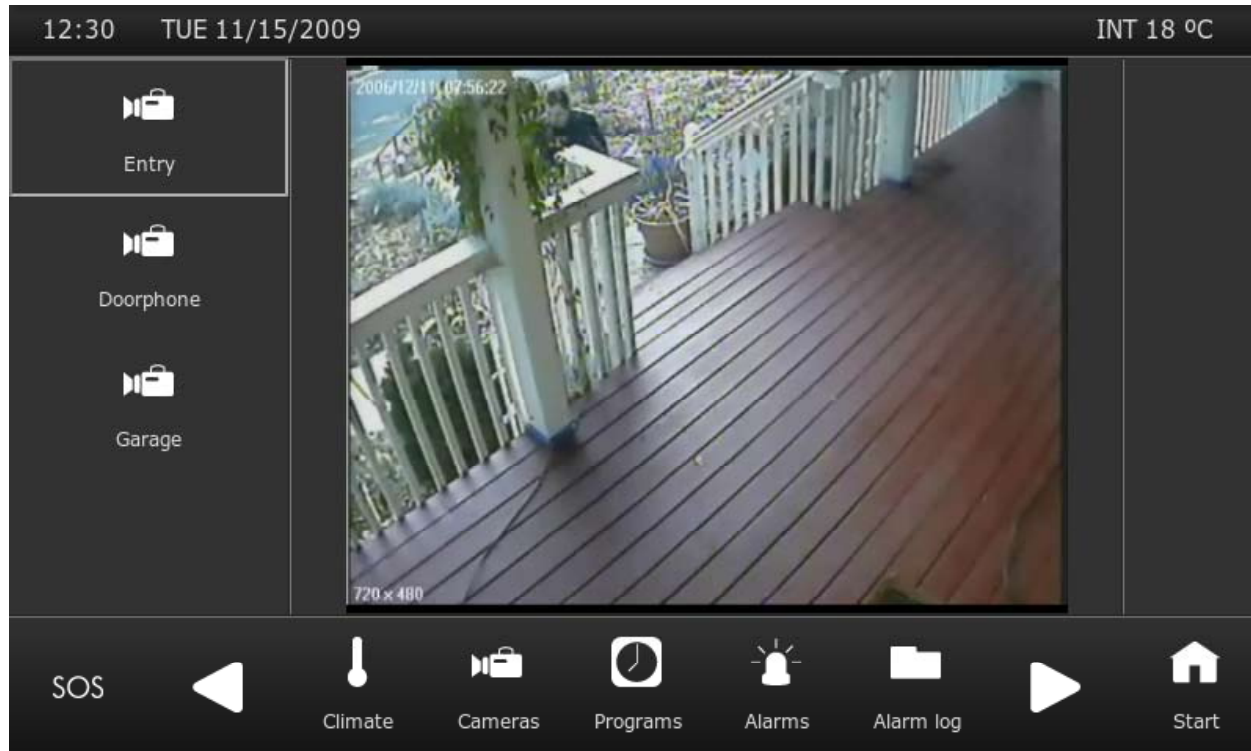 12:30 TUE 11/15/2009 INT 18 ºC
Entry
Doorphone
Garage
2006/12/11 07:56:22
720 x 480
SOS
Climate Cameras Programs Alarms Alarm log Start